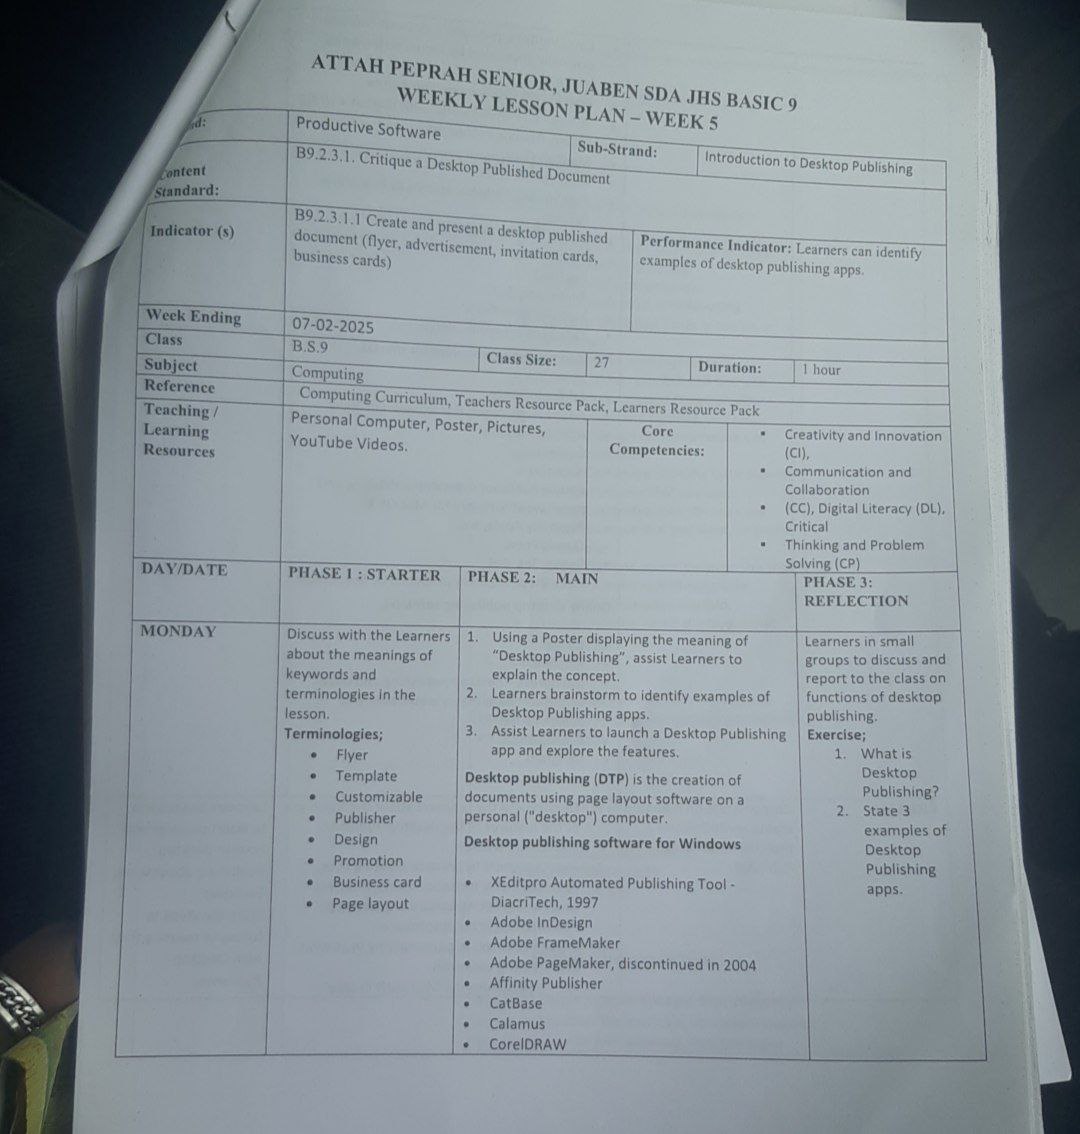 ATTAH PEPRAH SENIOR, JUABEN SDA JHS BASIC 9
WEEKLY LESSON PLAN – WEEK 5
Productive Software
Sub-Strand:
Introduction to Desktop Publishing
Content
Standard:
B9.2.3.1. Critique a Desktop Published Document
Indicator (s)
B9.2.3.1.1 Create and present a desktop published
document (flyer, advertisement, invitation cards,
business cards)
Performance Indicator: Learners can identify
examples of desktop publishing apps.
Week Ending
07-02-2025
Class
B.S.9
Class Size:
27
Duration:
1 hour
Subject
Computing
Reference
Computing Curriculum, Teachers Resource Pack, Learners Resource Pack
Teaching /
Learning
Resources
Personal Computer, Poster, Pictures,
YouTube Videos.
Core
Competencies:
▪ Creativity and Innovation
(CI),
▪ Communication and
Collaboration
▪ (CC), Digital Literacy (DL),
Critical
▪ Thinking and Problem
Solving (CP)
DAY/DATE
PHASE 1 : STARTER
PHASE 2: MAIN
PHASE 3:
REFLECTION
MONDAY
Discuss with the Learners
about the meanings of
keywords and
terminologies in the
lesson.
Terminologies;
• Flyer
• Template
• Customizable
• Publisher
• Design
• Promotion
• Business card
• Page layout
1. Using a Poster displaying the meaning of
“Desktop Publishing”, assist Learners to
explain the concept.
2. Learners brainstorm to identify examples of
Desktop Publishing apps.
3. Assist Learners to launch a Desktop Publishing
app and explore the features.
Desktop publishing (DTP) is the creation of
documents using page layout software on a
personal ("desktop") computer.
Desktop publishing software for Windows
• XEditpro Automated Publishing Tool -
DiacriTech, 1997
• Adobe InDesign
• Adobe FrameMaker
• Adobe PageMaker, discontinued in 2004
• Affinity Publisher
• CatBase
• Calamus
• CorelDRAW
Learners in small
groups to discuss and
report to the class on
functions of desktop
publishing.
Exercise;
1. What is
Desktop
Publishing?
2. State 3
examples of
Desktop
Publishing
apps.